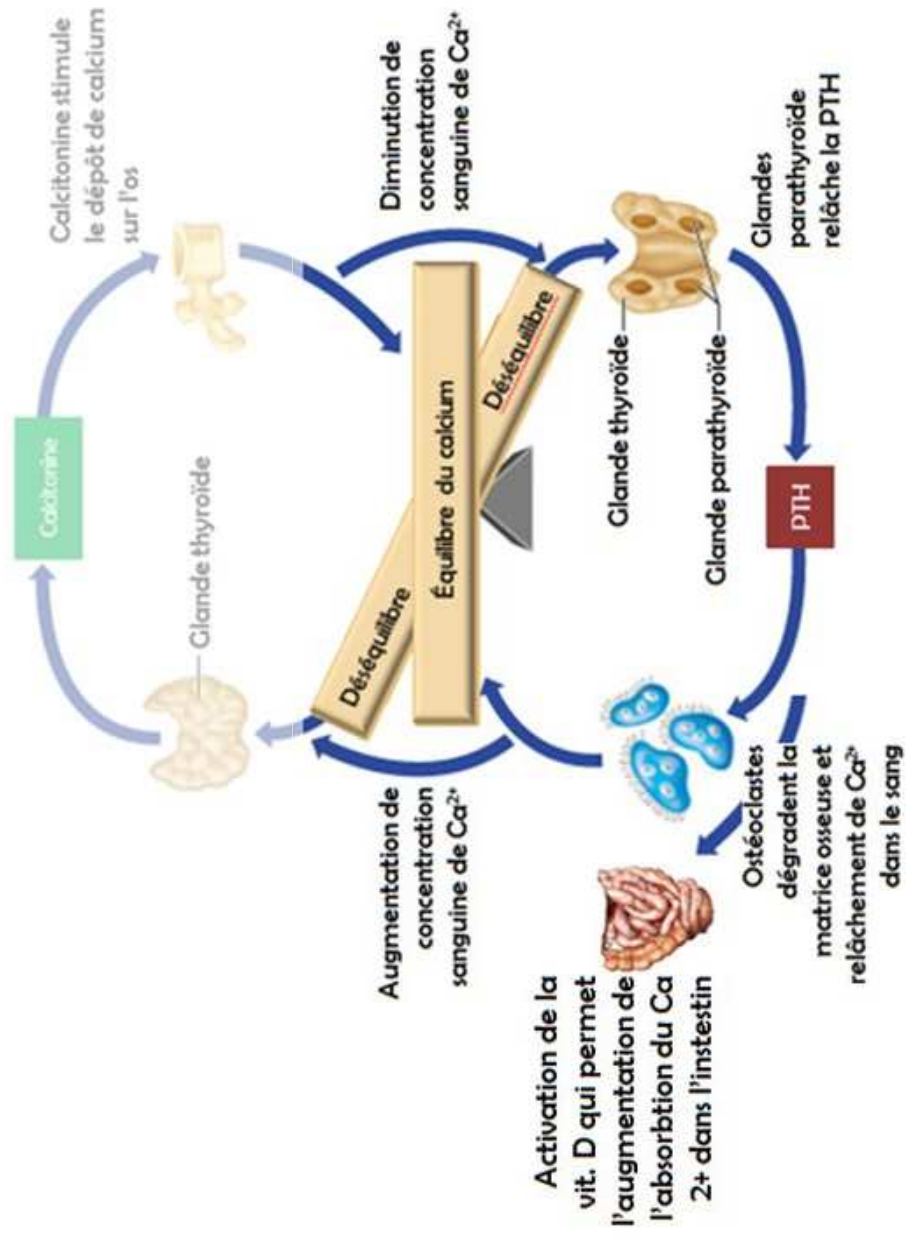 Calcitonine
Calcitonine stimule
le dépôt de calcium
sur l'os
Glande thyroïde
Augmentation de
concentration
sanguine de Ca²⁺
Diminution de
concentration
sanguine de Ca²⁺
Déséquilibre
Équilibre du calcium
Déséquilibre
Glande thyroïde
Glande parathyroïde
Glandes
parathyroïde
relâche la PTH
PTH
Ostéoclastes
dégradent la
matrice osseuse et
relâchement de Ca²⁺
dans le sang
Activation de la
vit. D qui permet
l'augmentation de
l'absorbtion du Ca
2+ dans l'instestin